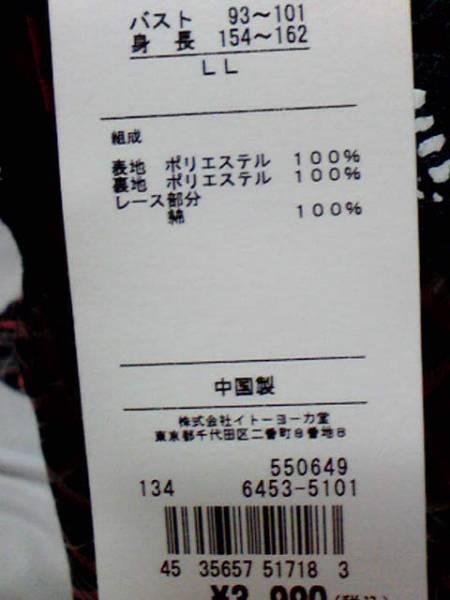 バスト 93～101
身長 154～162
ＬＬ
組成
表地 ポリエステル １００％
裏地 ポリエステル １００％
レース部分
綿 １００％
中国製
株式会社イトーヨーカ堂
東京都千代田区二番町８番地８
550649
134 6453-5101
45 35657 51718 3